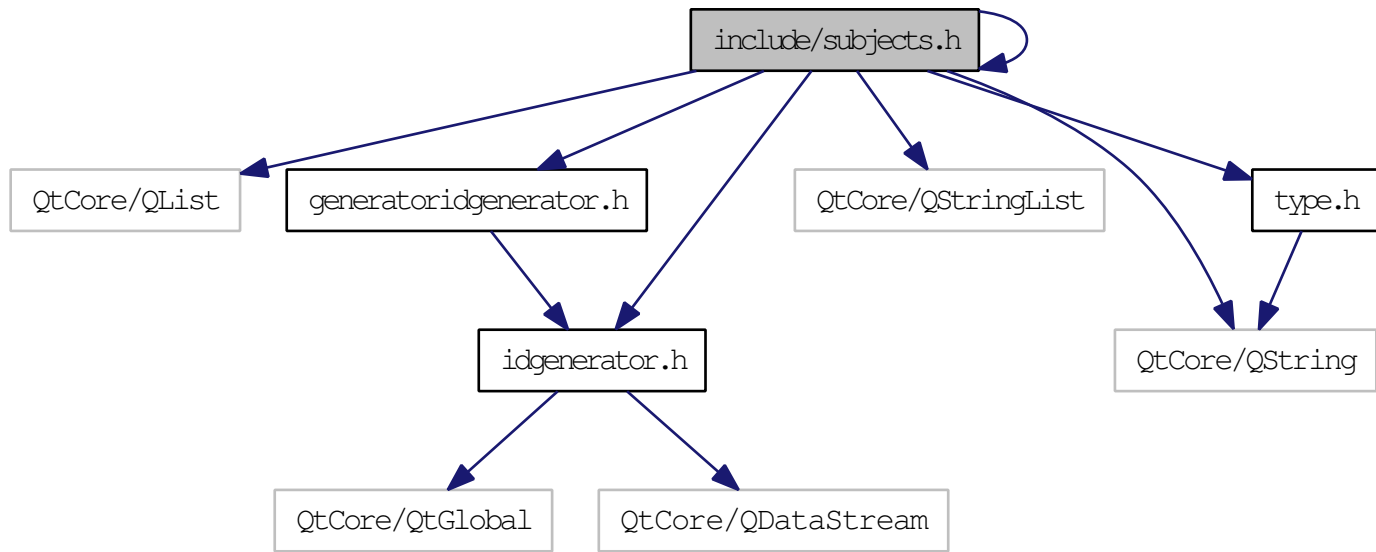 include/subjects.h
QtCore/QList
generatoridgenerator.h
QtCore/QStringList
type.h
idgenerator.h
QtCore/QString
QtCore/QtGlobal
QtCore/QDataStream